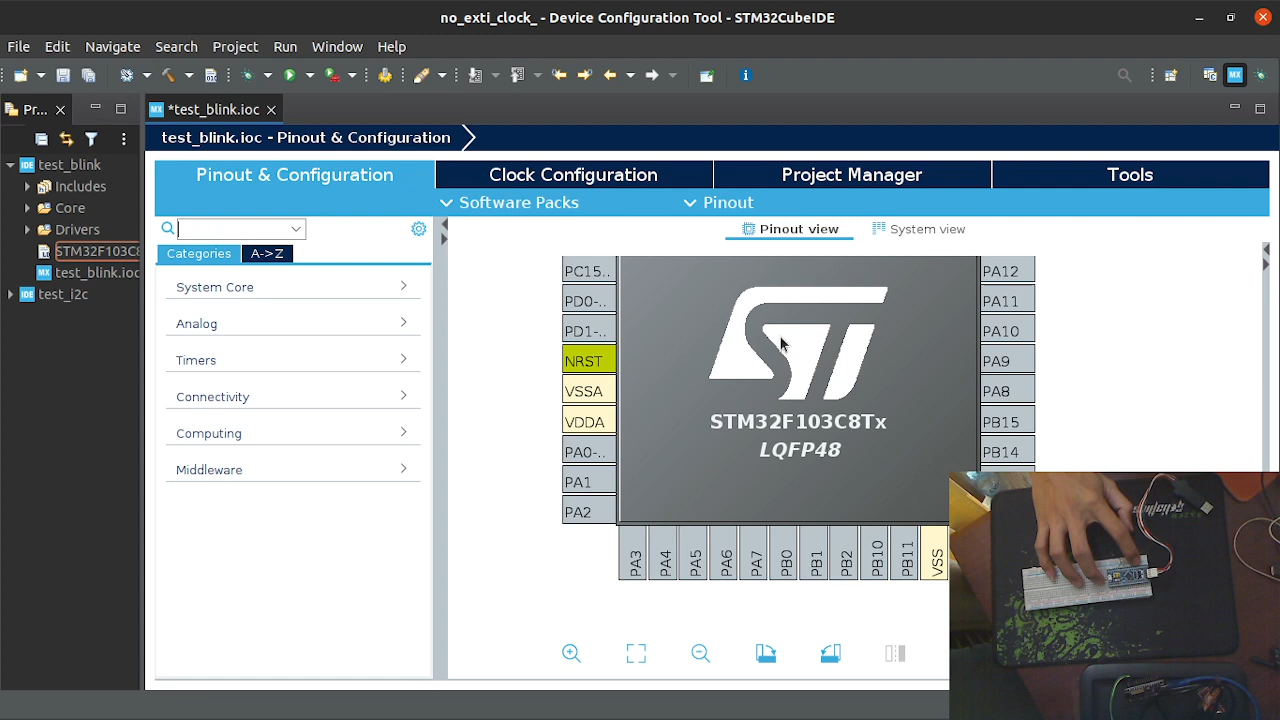 no_exti_clock_ - Device Configuration Tool - STM32CubeIDE
File Edit Navigate Search Project Run Window Help
Pr...
*test_blink.ioc
test_blink.ioc - Pinout & Configuration
test_blink
Includes
Core
Drivers
STM32F103C8
test_blink.ioc
test_i2c
Pinout & Configuration
Clock Configuration
Project Manager
Tools
Software Packs
Pinout
Pinout view
System view
Categories
A->Z
System Core
Analog
Timers
Connectivity
Computing
Middleware
PC15..
PD0-..
PD1-..
NRST
VSSA
VDDA
PA0-..
PA1
PA2
ST
STM32F103C8Tx
LQFP48
PA12
PA11
PA10
PA9
PA8
PB15
PB14
PA3
PA4
PA5
PA6
PA7
PB0
PB1
PB2
PB10
PB11
VSS